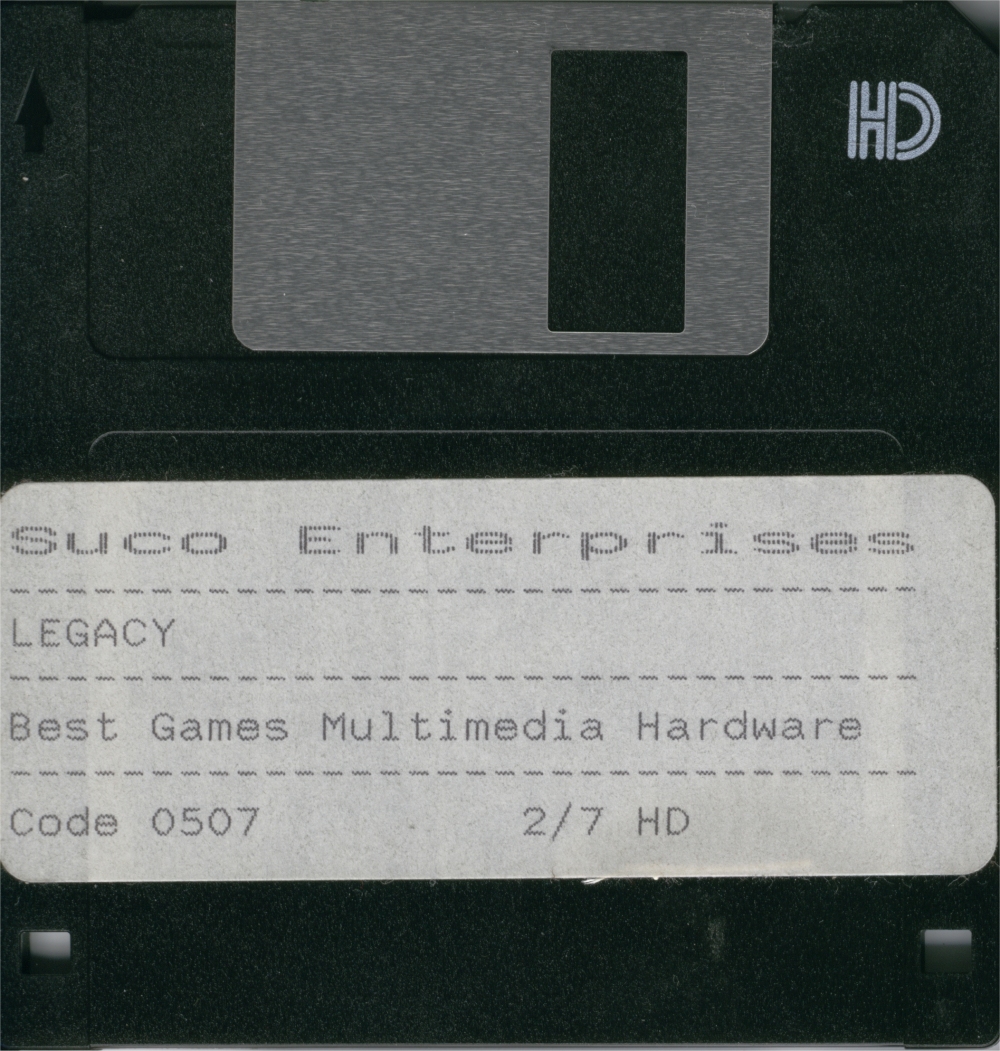 HD
Suco Enterprises
--------------------------------
LEGACY
--------------------------------
Best Games Multimedia Hardware
--------------------------------
Code 0507 2/7 HD